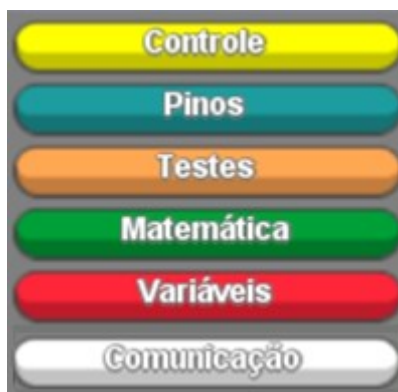 Controle
Pinos
Testes
Matemática
Variáveis
Comunicação